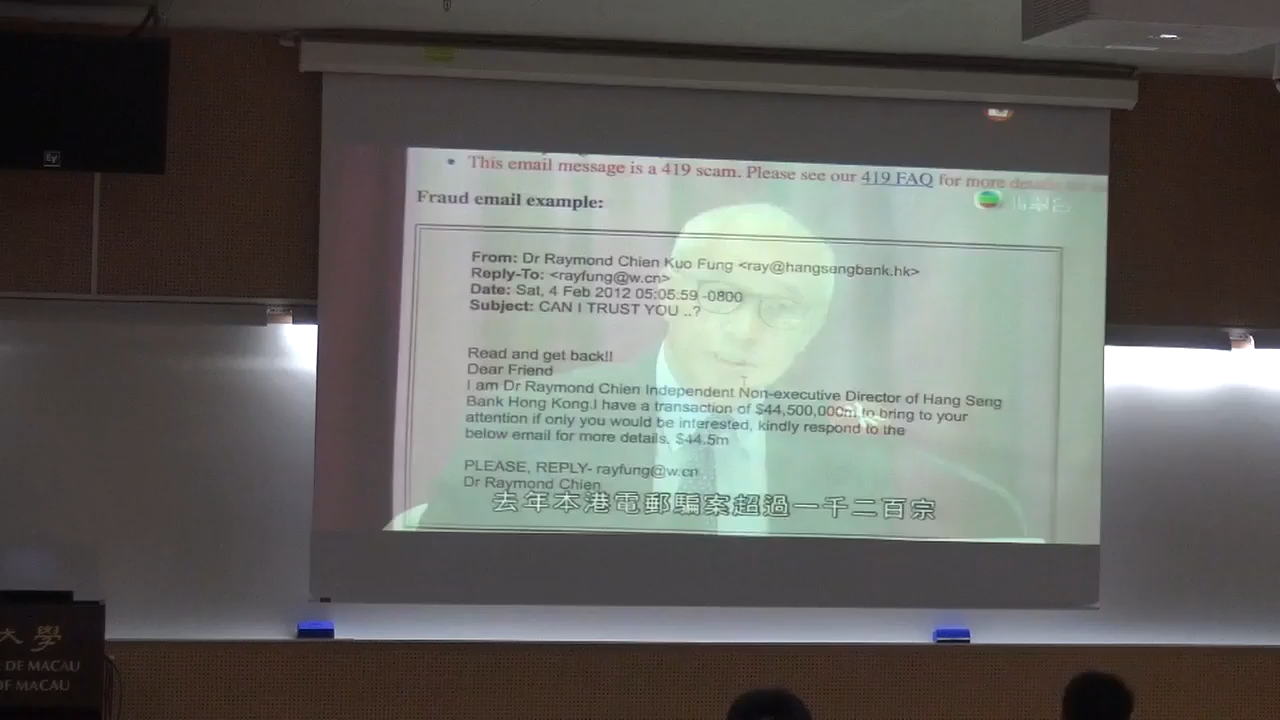 This email message is a 419 scam. Please see our 419 FAQ for more details
Fraud email example:
From: Dr Raymond Chien Kuo Fung <ray@hangsengbank.hk>
Reply-To: <rayfung@w.cn>
Date: Sat, 4 Feb 2012 05:05:59 -0800
Subject: CAN I TRUST YOU ..?
Read and get back!!
Dear Friend
I am Dr Raymond Chien Independent Non-executive Director of Hang Seng
Bank Hong Kong.I have a transaction of $44,500,000m to bring to your
attention if only you would be interested, kindly respond to the
below email for more details. $44.5m
PLEASE, REPLY- rayfung@w.cn
Dr Raymond Chien
去年本港電郵騙案超過一千二百宗
EV
大學
DE MACAU
OF MACAU